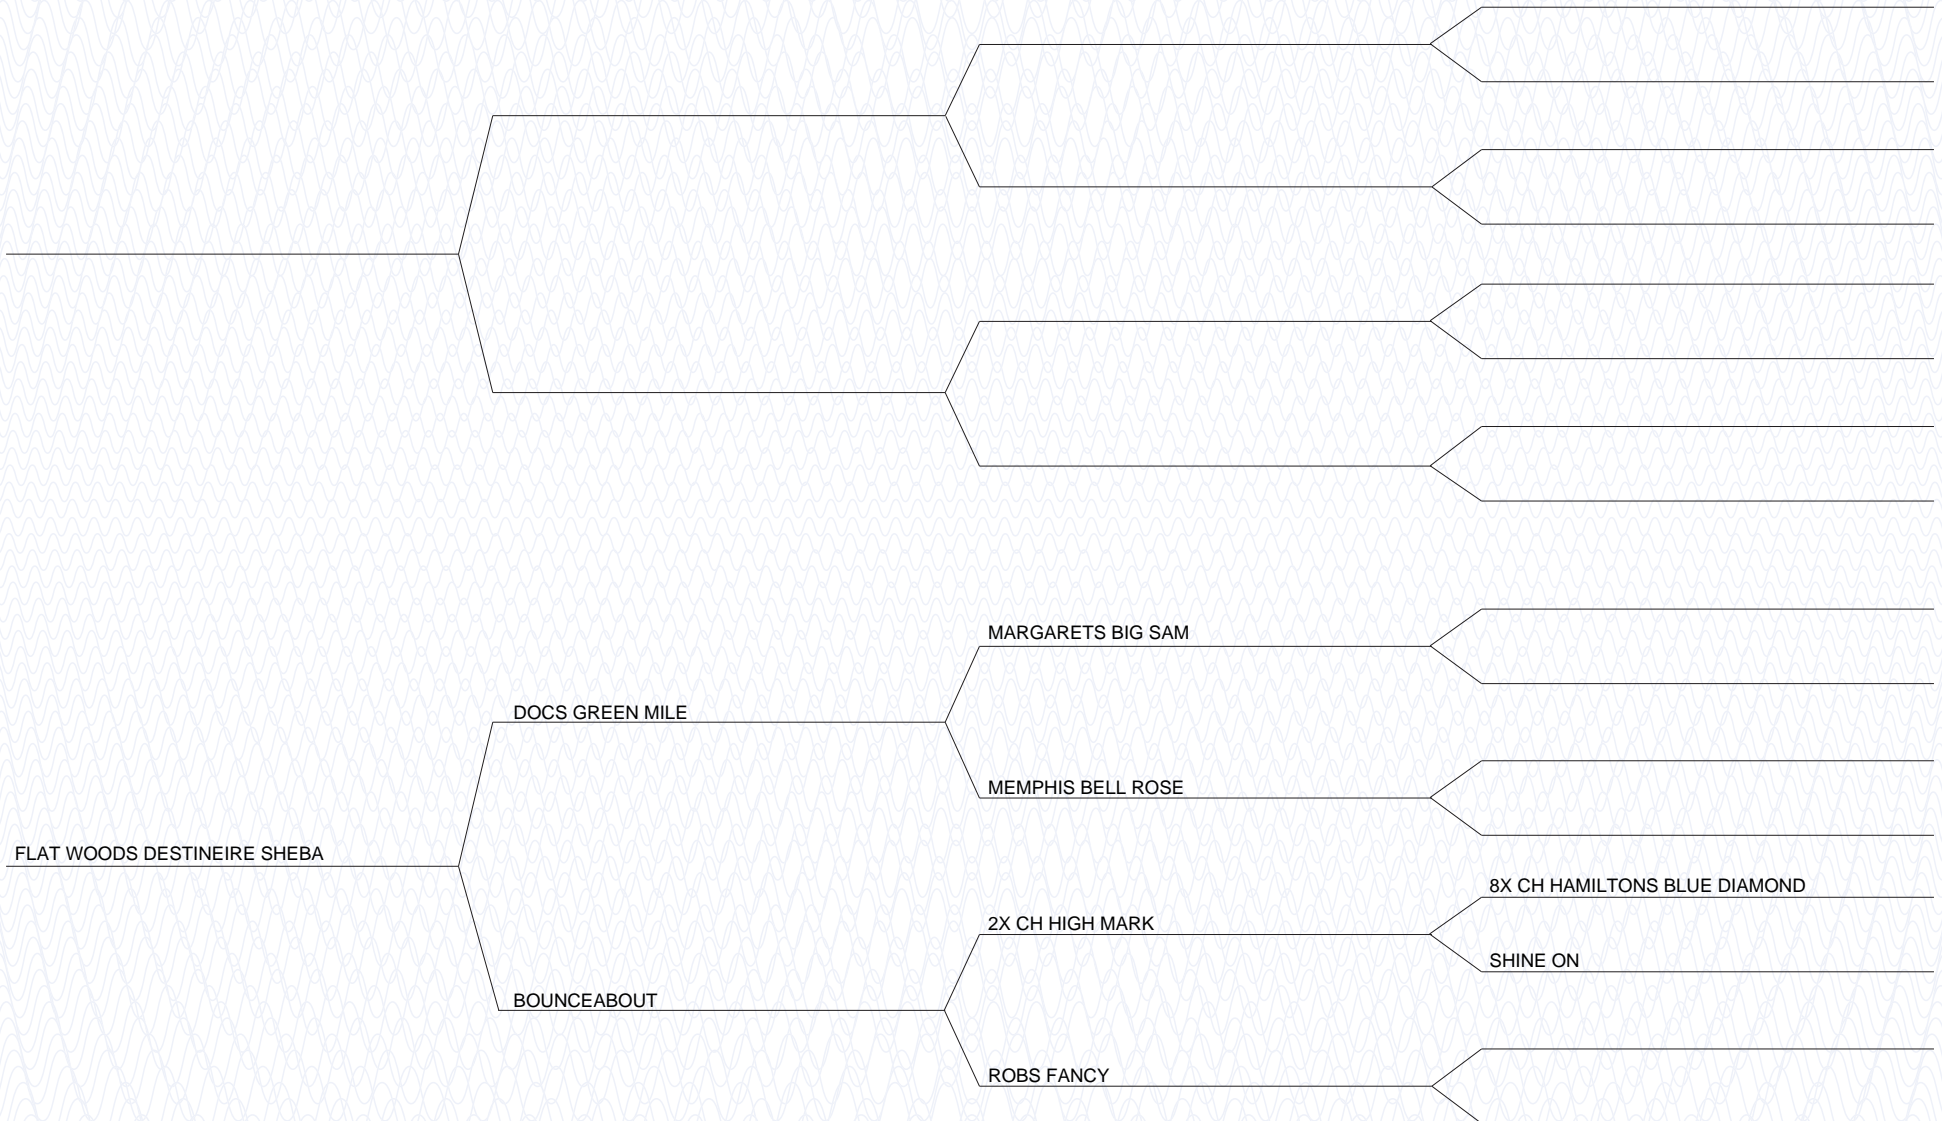 MARGARETS BIG SAM
DOCS GREEN MILE
MEMPHIS BELL ROSE
FLAT WOODS DESTINEIRE SHEBA
8X CH HAMILTONS BLUE DIAMOND
2X CH HIGH MARK
SHINE ON
BOUNCEABOUT
ROBS FANCY